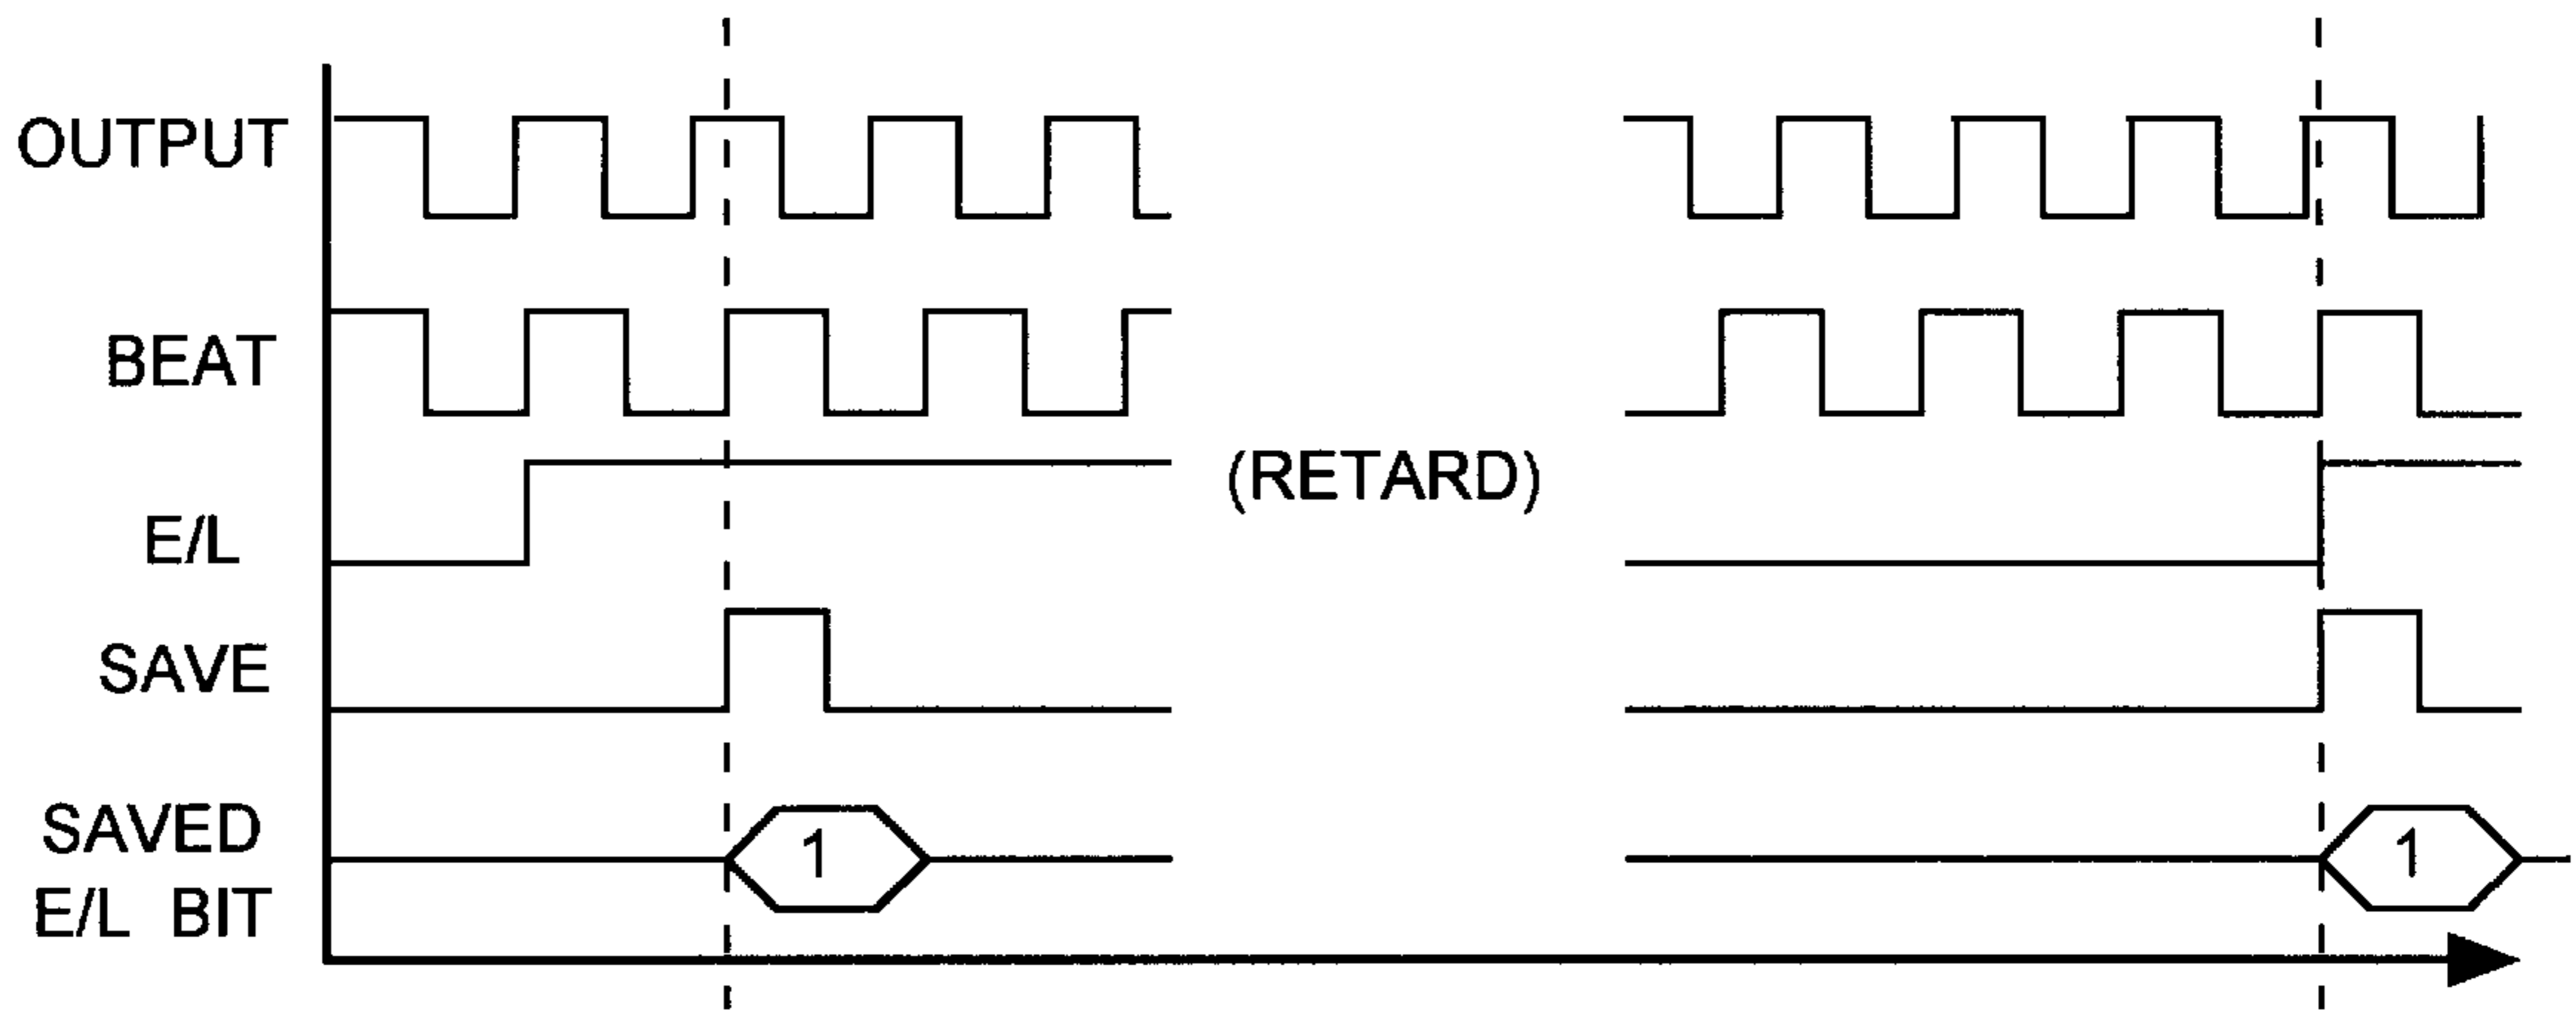 OUTPUT
BEAT
(RETARD)
E/L
SAVE
SAVED
E/L BIT
1
1